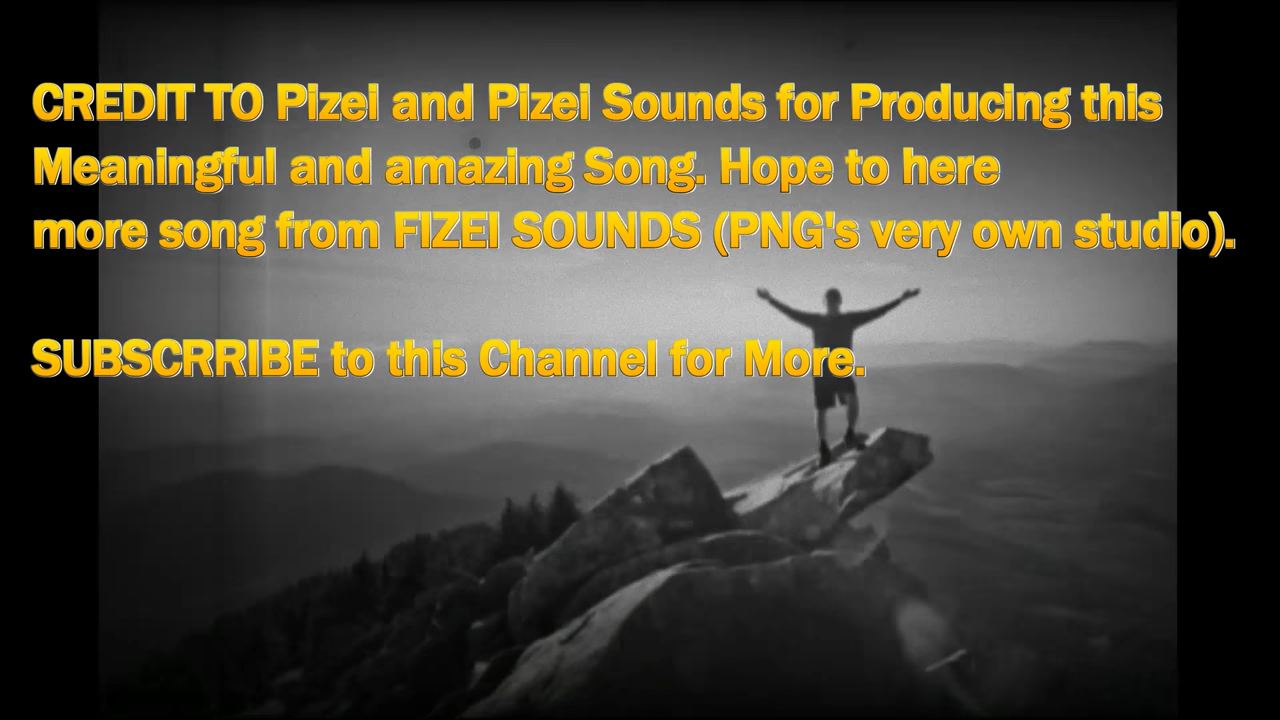 CREDIT TO Pizei and Pizei Sounds for Producing this
Meaningful and amazing Song. Hope to here
more song from FIZEI SOUNDS (PNG's very own studio).
SUBSCRRIBE to this Channel for More.